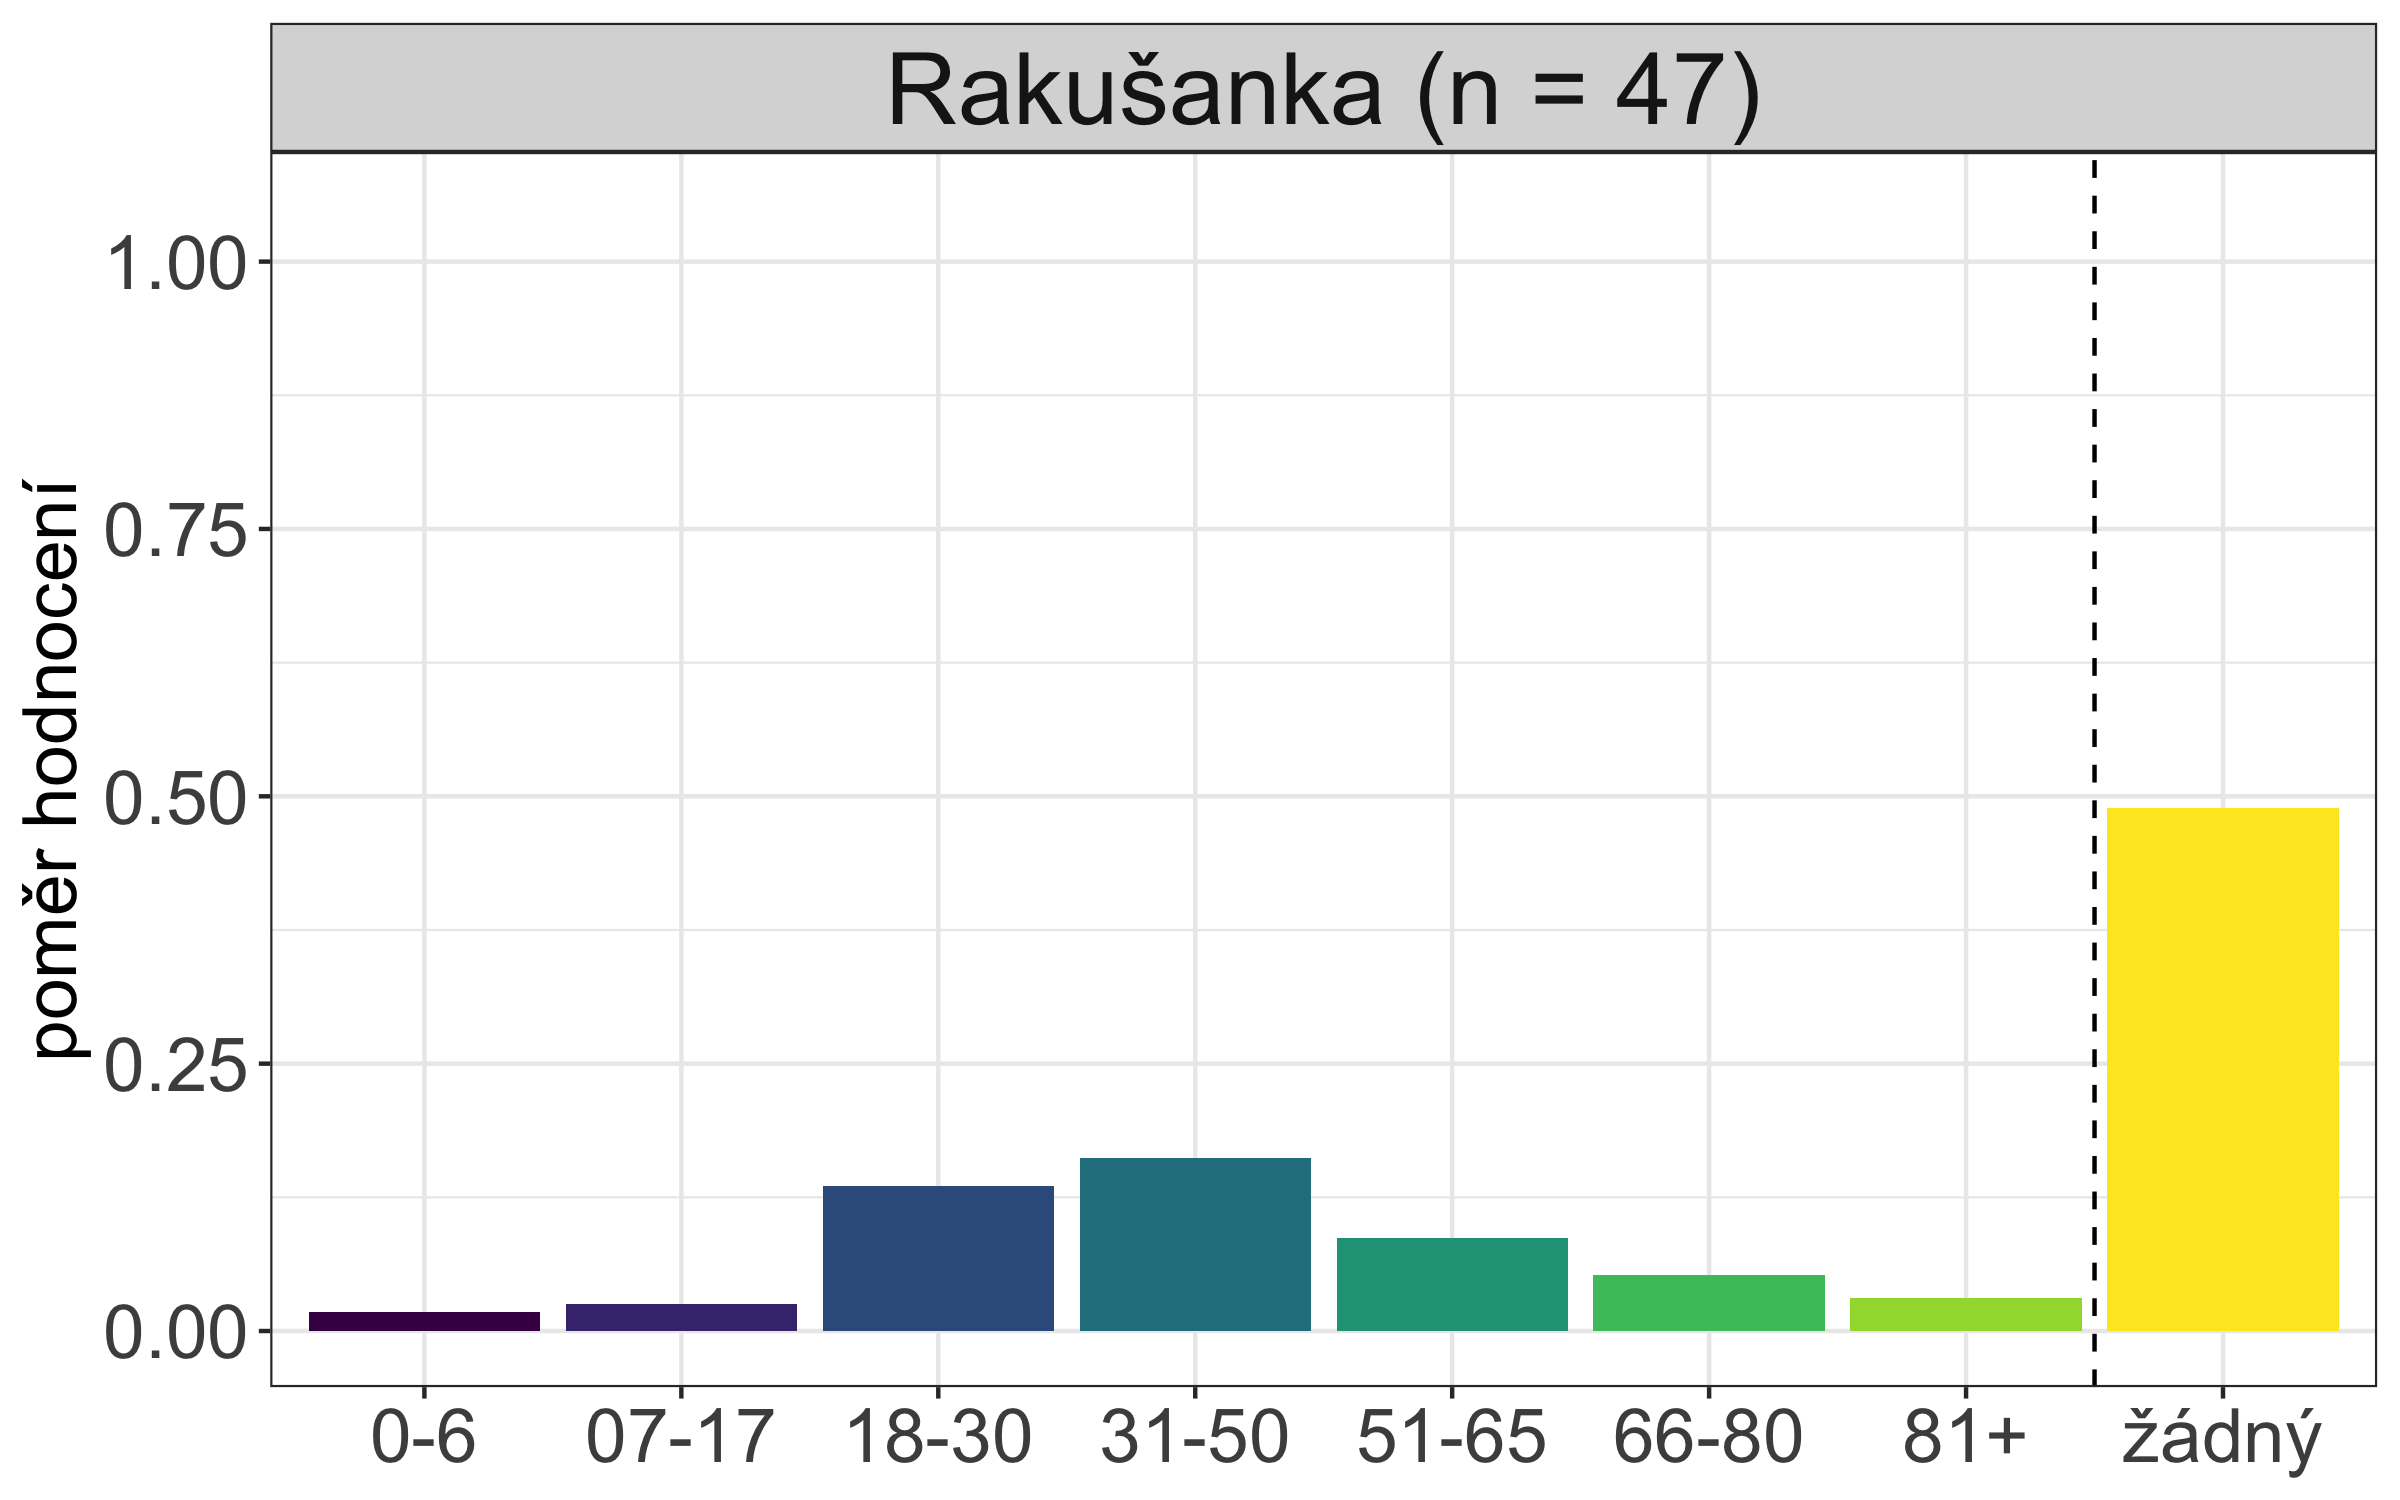 Rakušanka (n = 47)
poměr hodnocení
1.00
0.75
0.50
0.25
0.00
0-6 07-17 18-30 31-50 51-65 66-80 81+ žádný